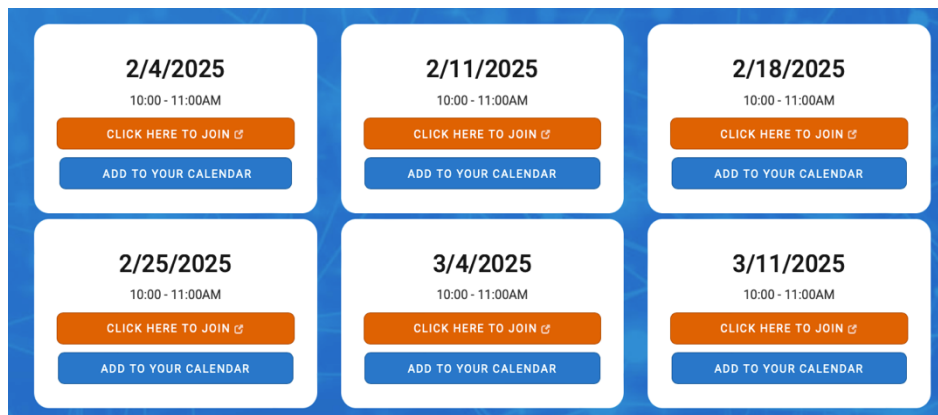 2/4/2025
10:00 - 11:00AM
CLICK HERE TO JOIN
ADD TO YOUR CALENDAR
2/11/2025
10:00 - 11:00AM
CLICK HERE TO JOIN
ADD TO YOUR CALENDAR
2/18/2025
10:00 - 11:00AM
CLICK HERE TO JOIN
ADD TO YOUR CALENDAR
2/25/2025
10:00 - 11:00AM
CLICK HERE TO JOIN
ADD TO YOUR CALENDAR
3/4/2025
10:00 - 11:00AM
CLICK HERE TO JOIN
ADD TO YOUR CALENDAR
3/11/2025
10:00 - 11:00AM
CLICK HERE TO JOIN
ADD TO YOUR CALENDAR